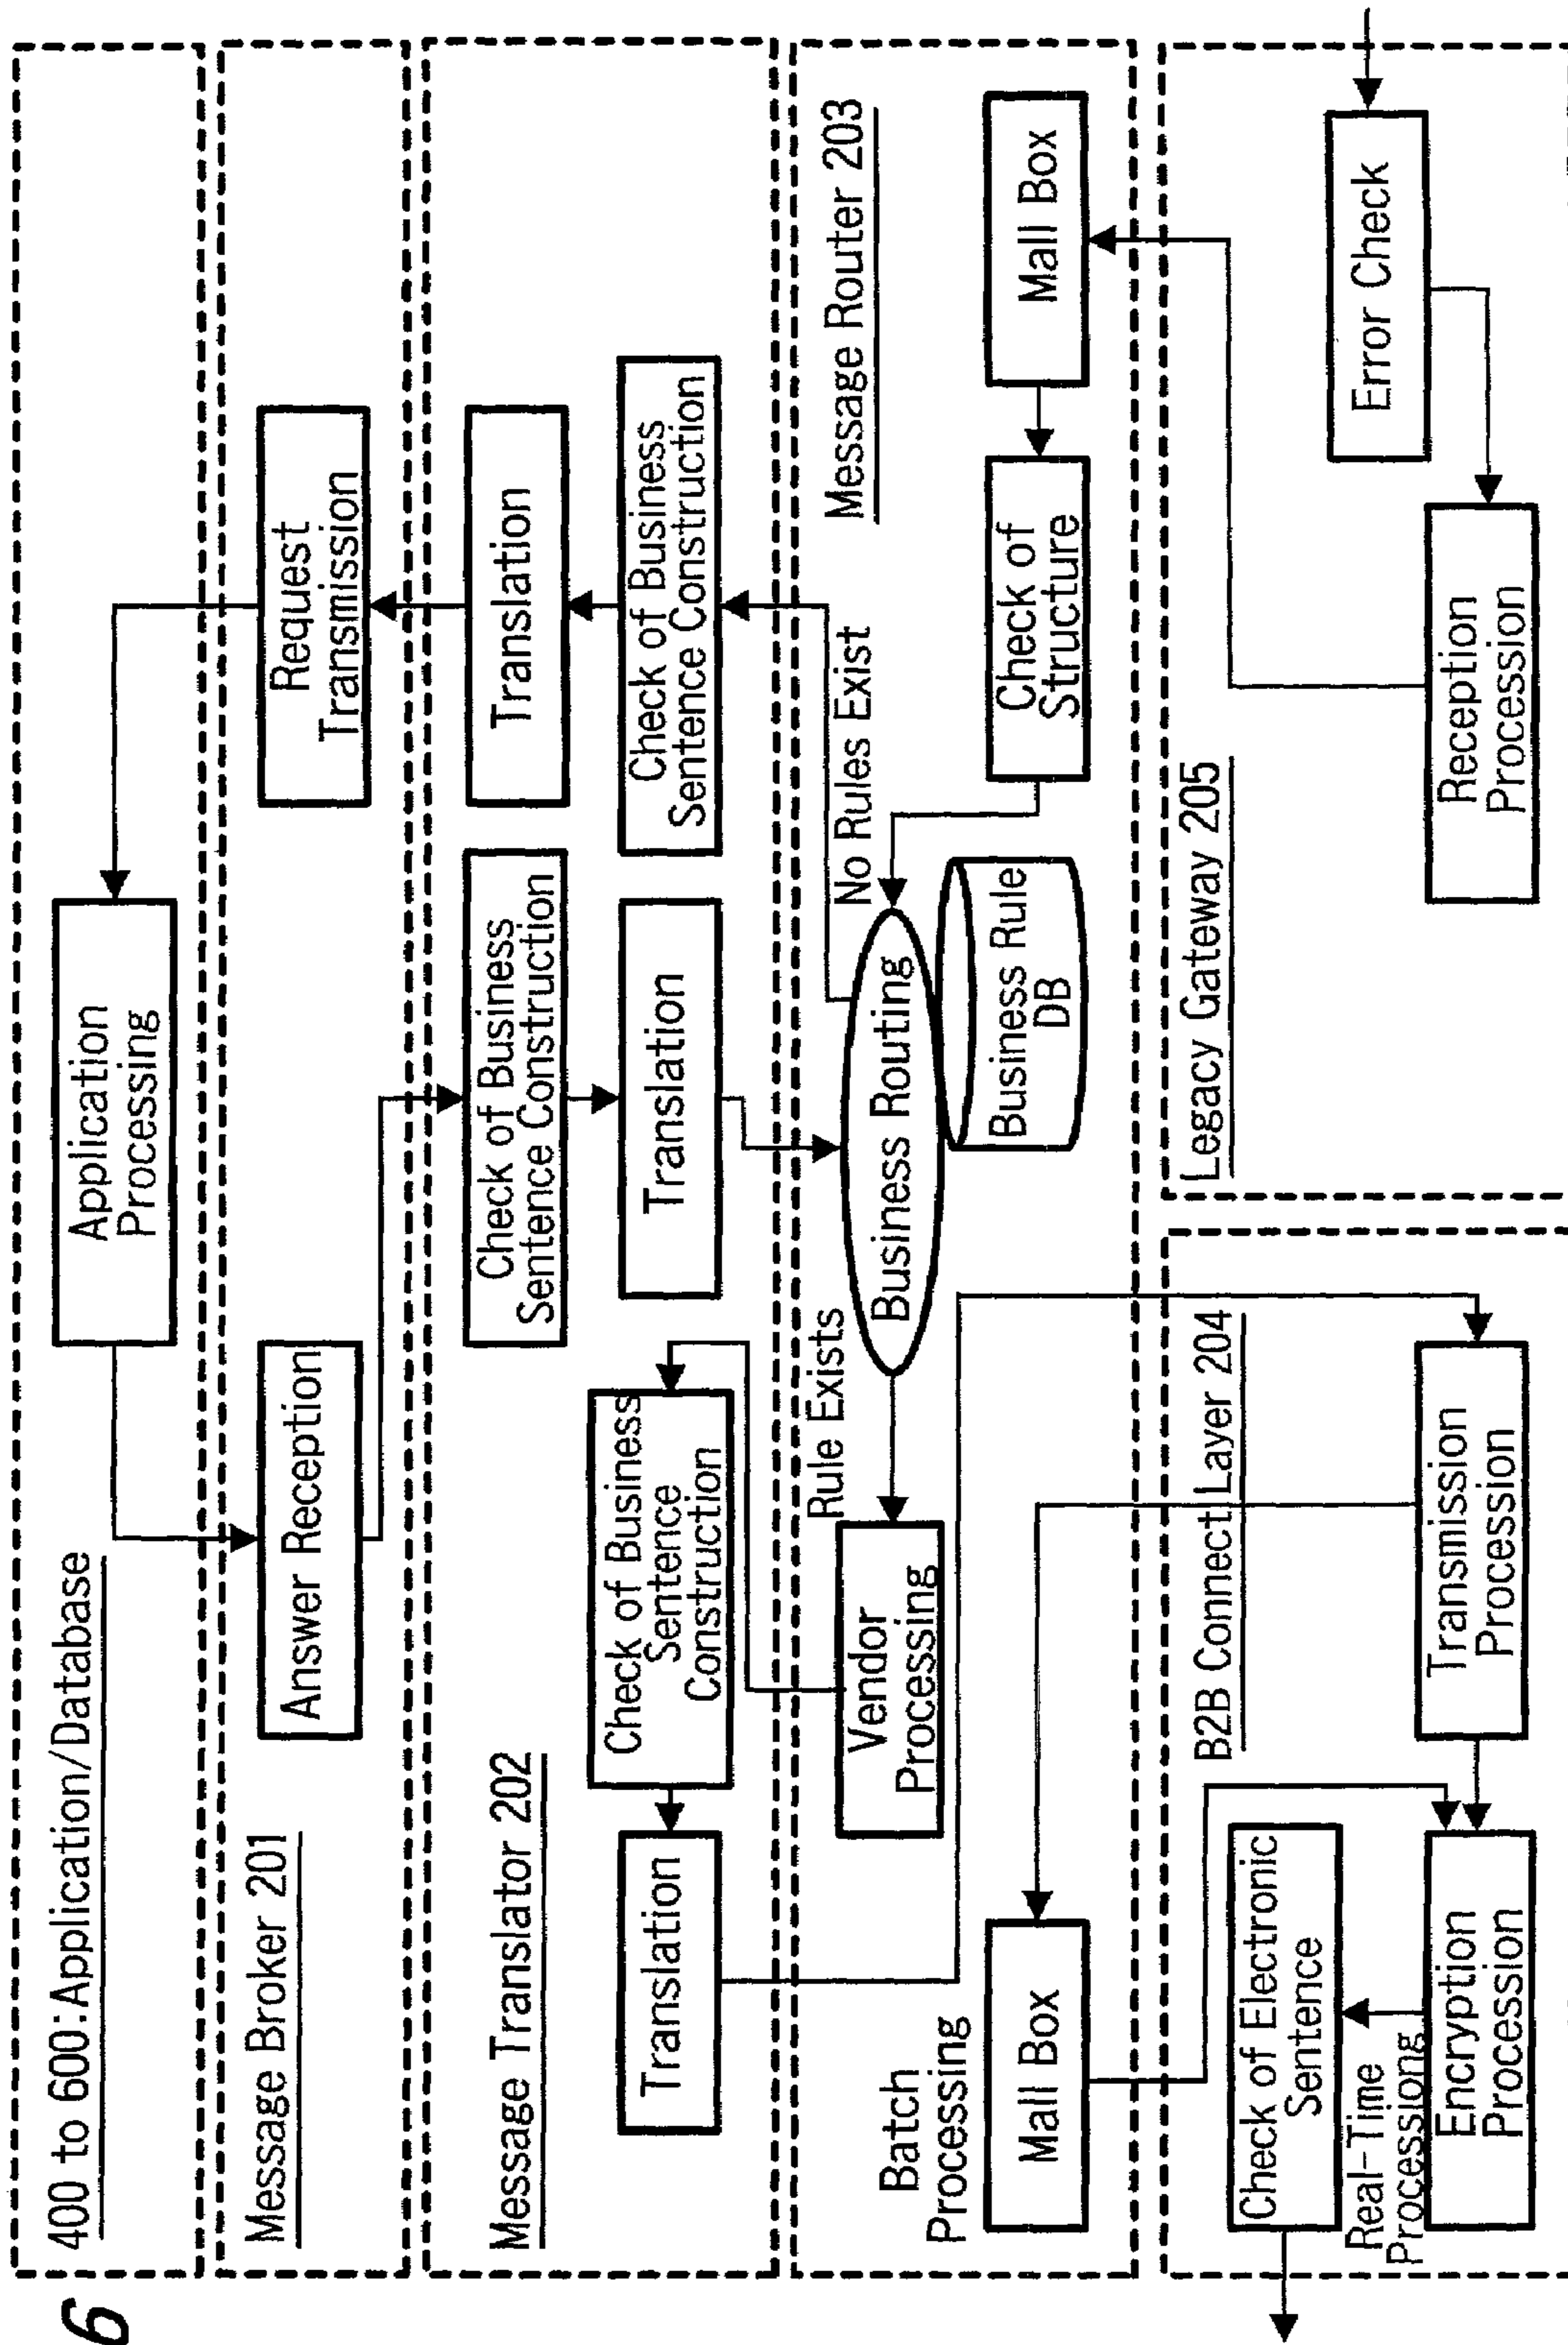 6
400 to 600:Application/Database
Application
Processing
Message Broker 201
Answer Reception
Request
Transmission
Message Translator 202
Check of Business
Sentence Construction
Translation
Translation
Check of Business
Sentence
Construction
Translation
Check of Business
Sentence Construction
Message Router 203
Rule Exists
No Rules Exist
Vendor
Processing
Business Routing
Business Rule
DB
Check of
Structure
Mall Box
Batch
Processing
Mall Box
B2B Connect Layer 204
Check of Electronic
Sentence
Real-Time
Processiong
Encryption
Procession
Transmission
Procession
Legacy Gateway 205
Reception
Procession
Error Check